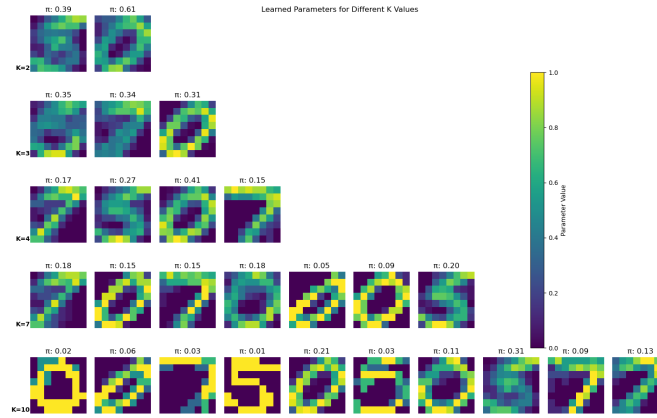 Learned Parameters for Different K Values
π: 0.39 π: 0.61
K=2
π: 0.35 π: 0.34 π: 0.31
K=3
π: 0.17 π: 0.27 π: 0.41 π: 0.15
K=4
π: 0.18 π: 0.15 π: 0.15 π: 0.18 π: 0.05 π: 0.09 π: 0.20
K=7
π: 0.02 π: 0.06 π: 0.03 π: 0.01 π: 0.21 π: 0.03 π: 0.11 π: 0.31 π: 0.09 π: 0.13
K=10
1.0
0.8
0.6
0.4
0.2
0.0
Parameter Value